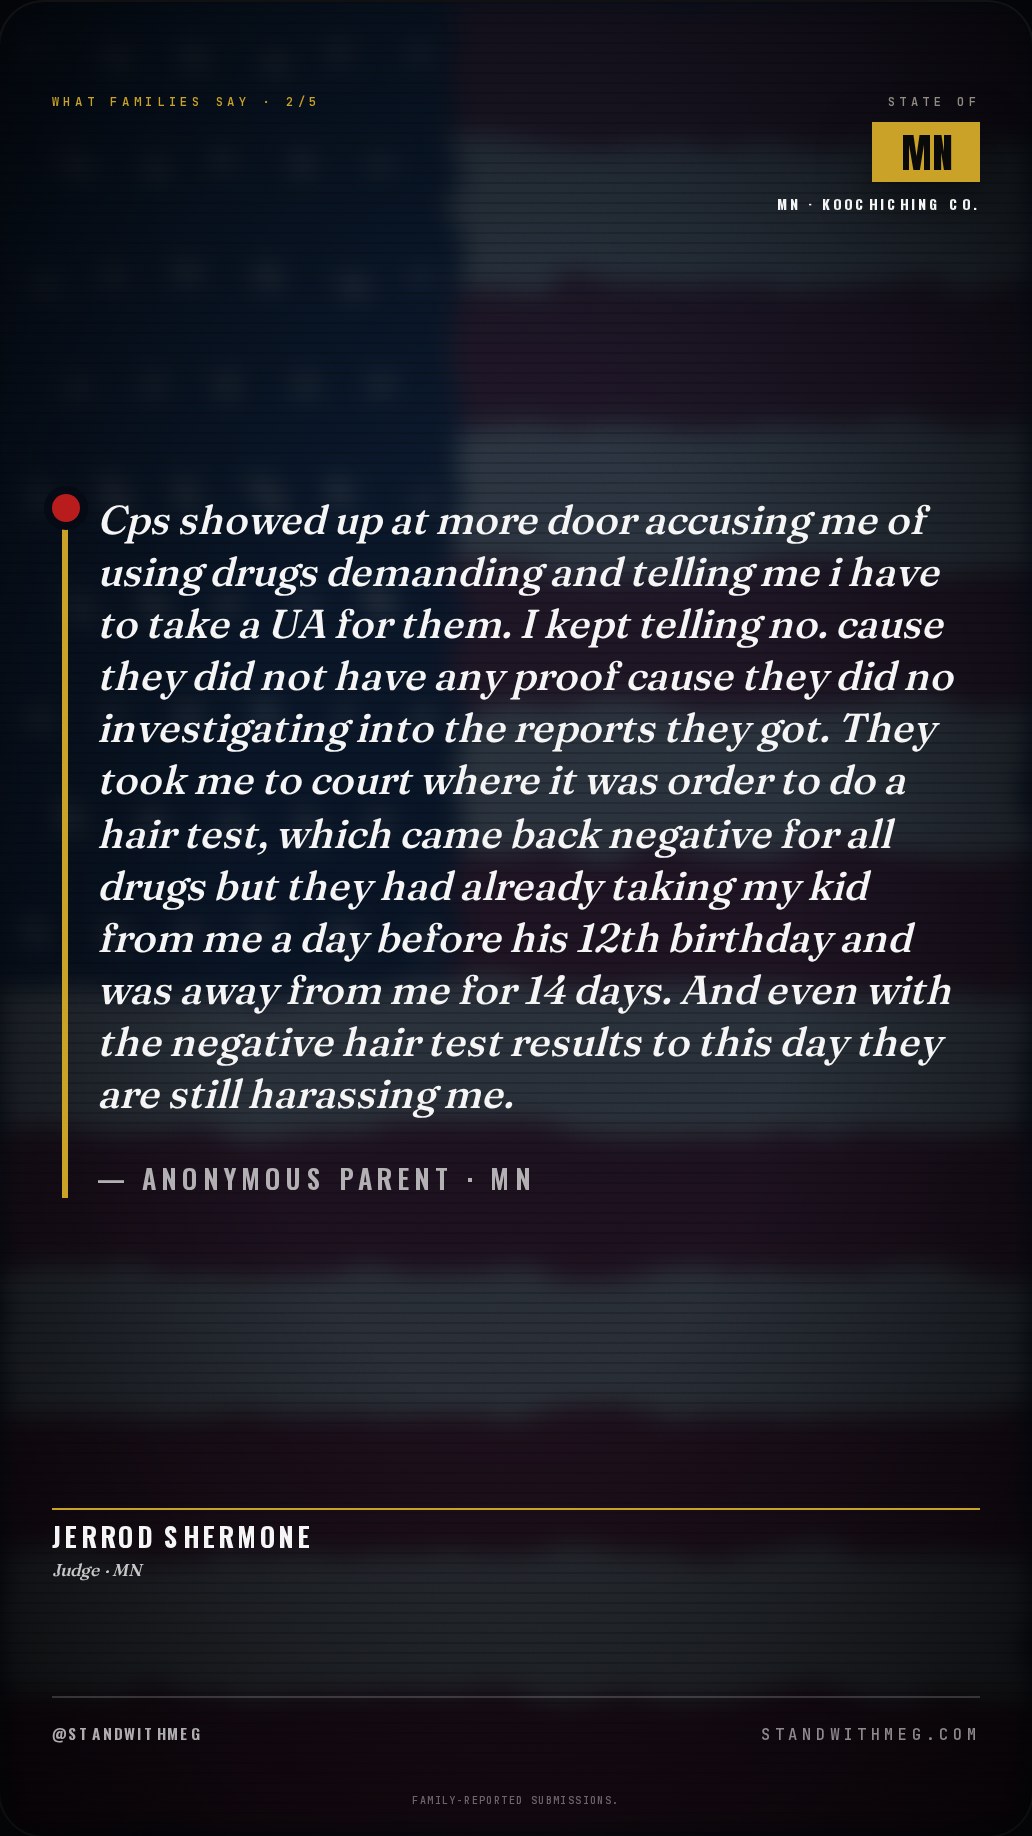 WHAT FAMILIES SAY · 2/5
STATE OF
MN
MN · KOOCHICHING CO.
Cps showed up at more door accusing me of
using drugs demanding and telling me i have
to take a UA for them. I kept telling no. cause
they did not have any proof cause they did no
investigating into the reports they got. They
took me to court where it was order to do a
hair test, which came back negative for all
drugs but they had already taking my kid
from me a day before his 12th birthday and
was away from me for 14 days. And even with
the negative hair test results to this day they
are still harassing me.
— ANONYMOUS PARENT · MN
JERROD SHERMONE
Judge · MN
@STANDWITHMEG
STANDWITHMEG.COM
FAMILY-REPORTED SUBMISSIONS.